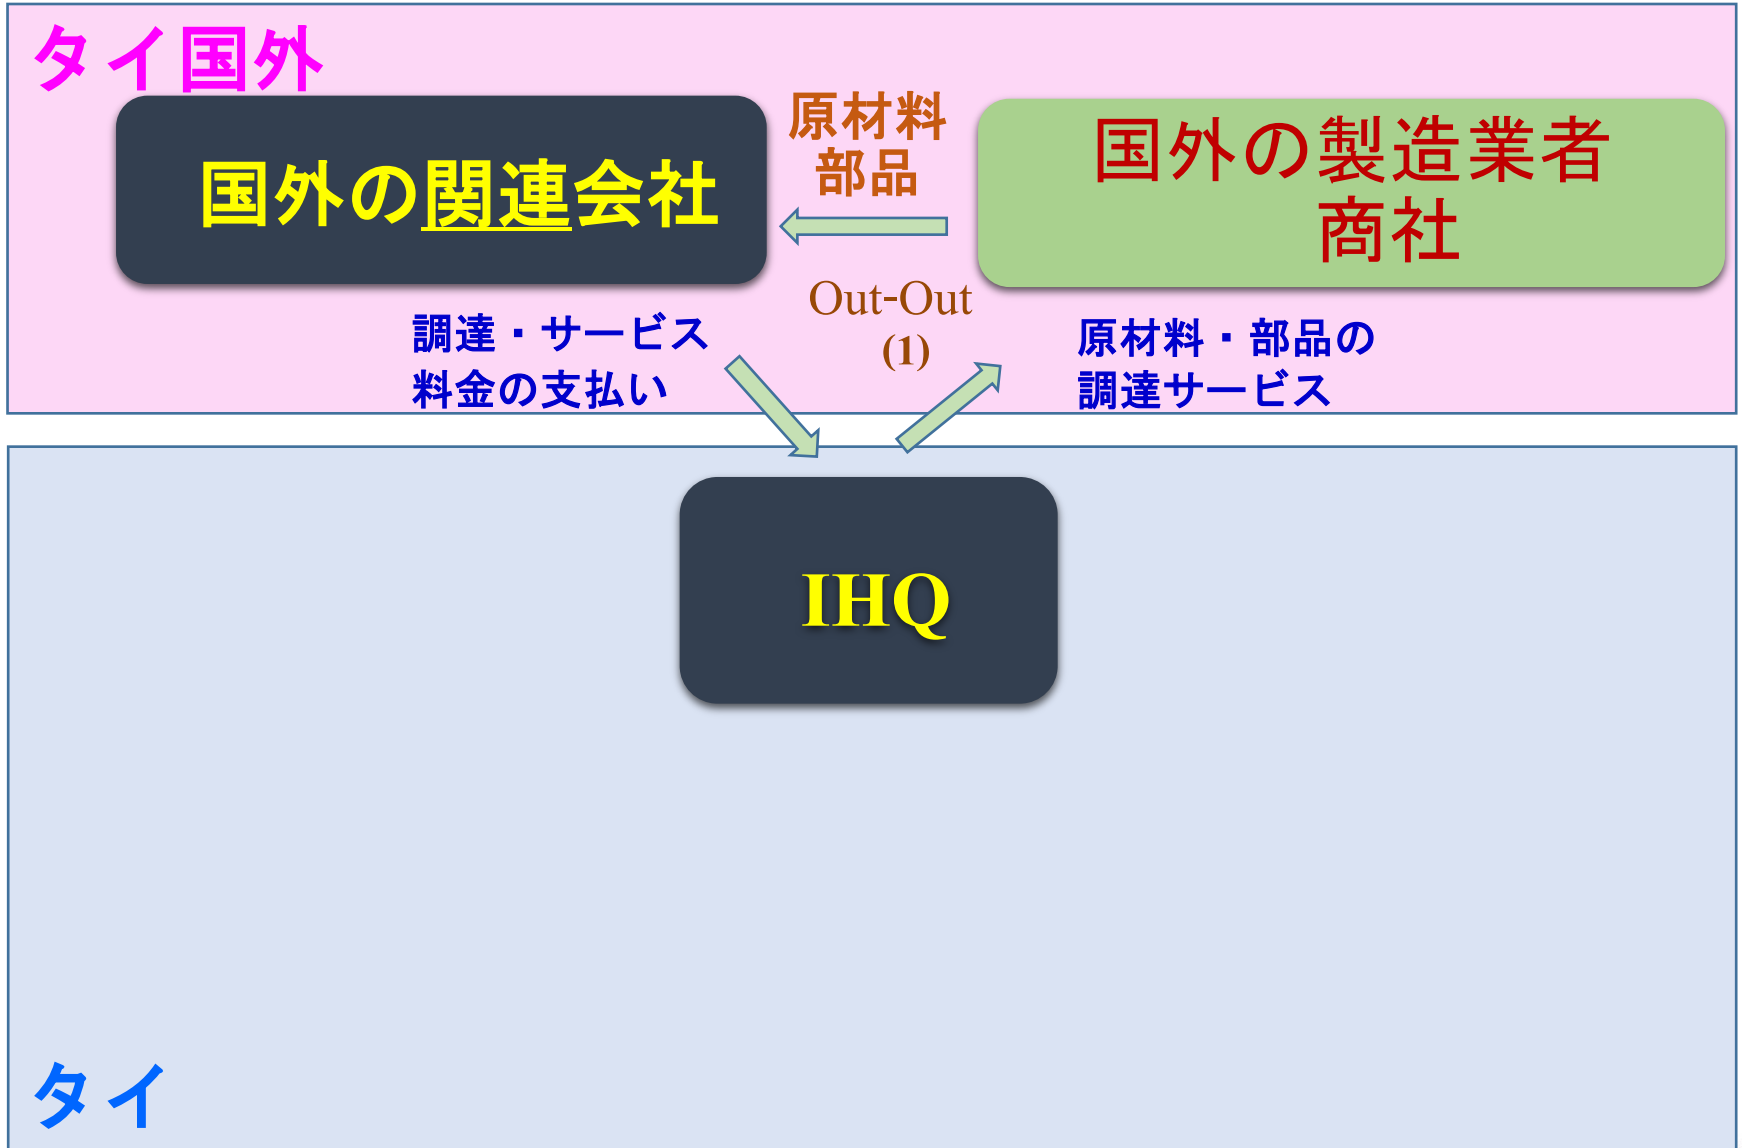 タイ国外
国外の関連会社
原材料
部品
国外の製造業者
商社
Out-Out
(1)
調達・サービス
料金の支払い
原材料・部品の
調達サービス
IHQ
タイ